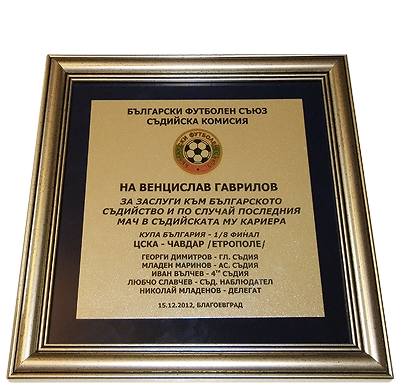 БЪЛГАРСКИ ФУТБОЛЕН СЪЮЗ
СЪДИЙСКА КОМИСИЯ
НА ВЕНЦИСЛАВ ГАВРИЛОВ
ЗА ЗАСЛУГИ КЪМ БЪЛГАРСКОТО
СЪДИЙСТВО И ПО СЛУЧАЙ ПОСЛЕДНИЯ
МАЧ В СЪДИЙСКАТА МУ КАРИЕРА
КУПА БЪЛГАРИЯ - 1/8 ФИНАЛ
ЦСКА - ЧАВДАР /ЕТРОПОЛЕ/
ГЕОРГИ ДИМИТРОВ - ГЛ. СЪДИЯ
МЛАДЕН МАРИНОВ - АС. СЪДИЯ
ИВАН ВЪЛЧЕВ - 4ТИ СЪДИЯ
ЛЮБЧО СЛАВЧЕВ - СЪД. НАБЛЮДАТЕЛ
НИКОЛАЙ МЛАДЕНОВ - ДЕЛЕГАТ
15.12.2012, БЛАГОЕВГРАД